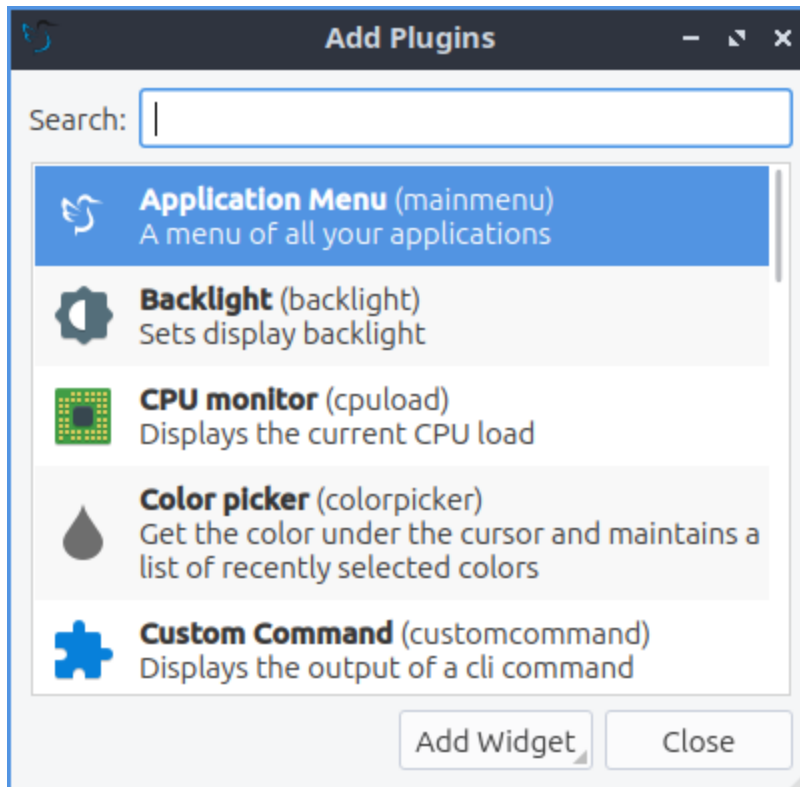 Add Plugins
Search:
Application Menu (mainmenu)
A menu of all your applications
Backlight (backlight)
Sets display backlight
CPU monitor (cpuload)
Displays the current CPU load
Color picker (colorpicker)
Get the color under the cursor and maintains a
list of recently selected colors
Custom Command (customcommand)
Displays the output of a cli command
Add Widget
Close